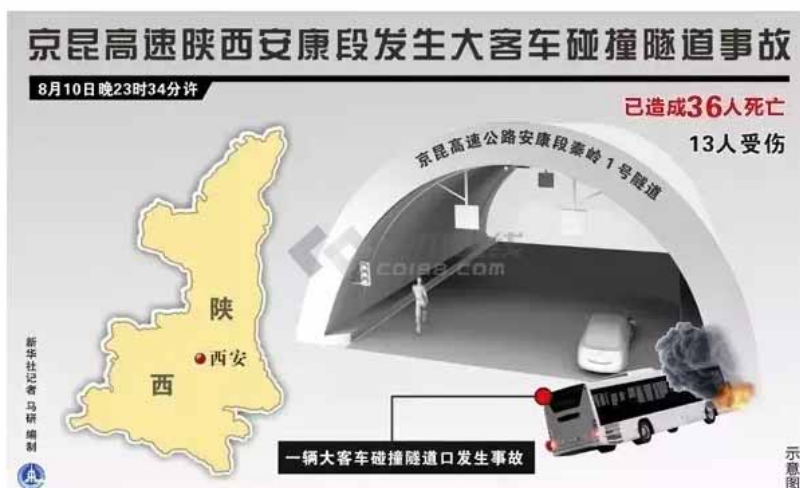 京昆高速陕西安康段发生大客车碰撞隧道事故
8月10日晚23时34分许
已造成36人死亡
13人受伤
京昆高速公路安康段秦岭1号隧道
coi88.com
陕
西安
西
新华社记者 马研 编制
一辆大客车碰撞隧道口发生事故
示意图